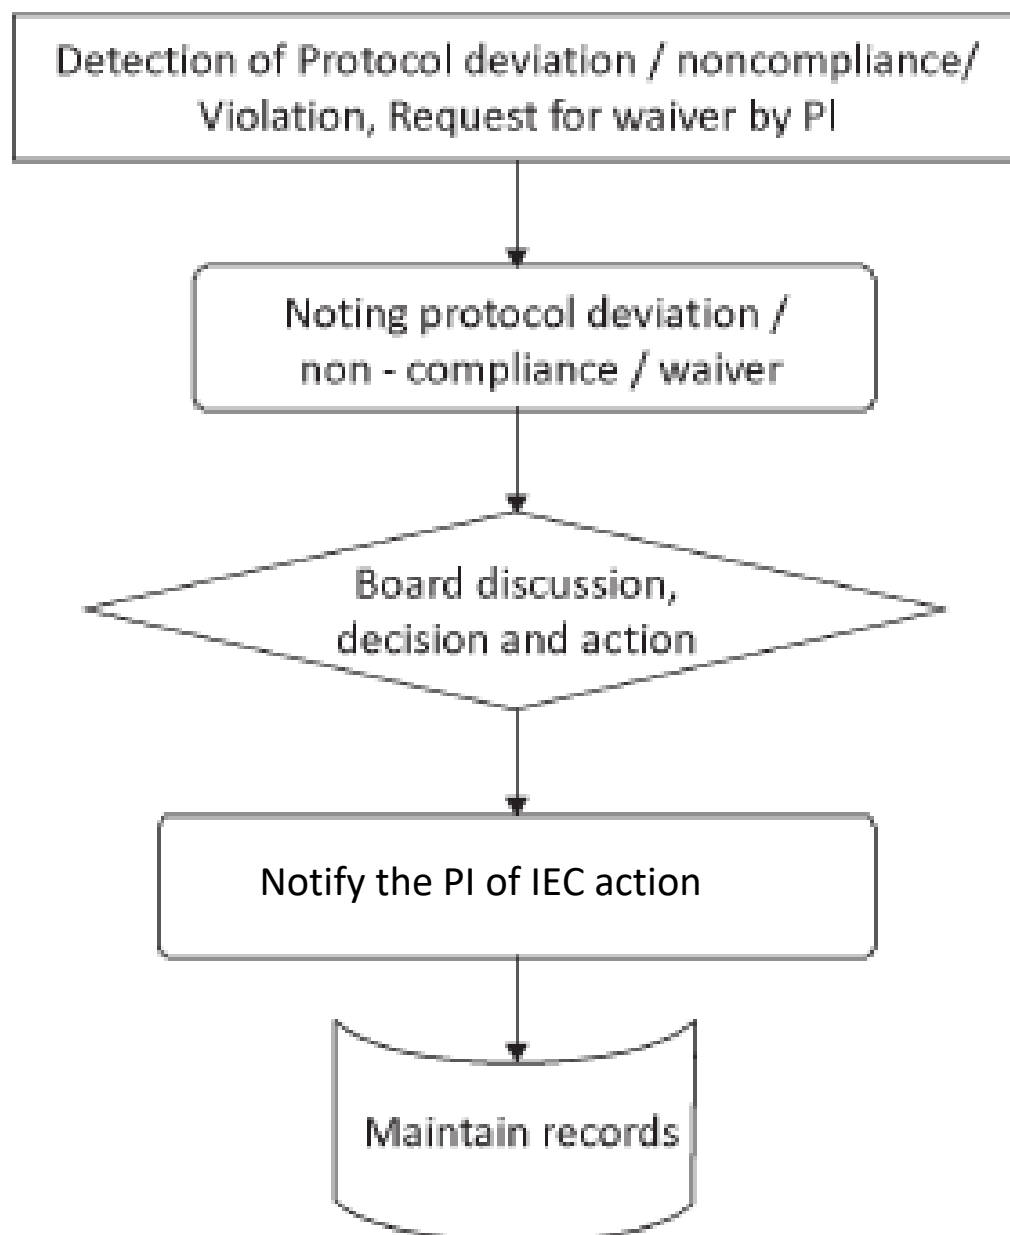 Detection of Protocol deviation / noncompliance/
Violation, Request for waiver by PI
Noting protocol deviation /
non - compliance / waiver
Board discussion,
decision and action
Notify the PI of IEC action
Maintain records